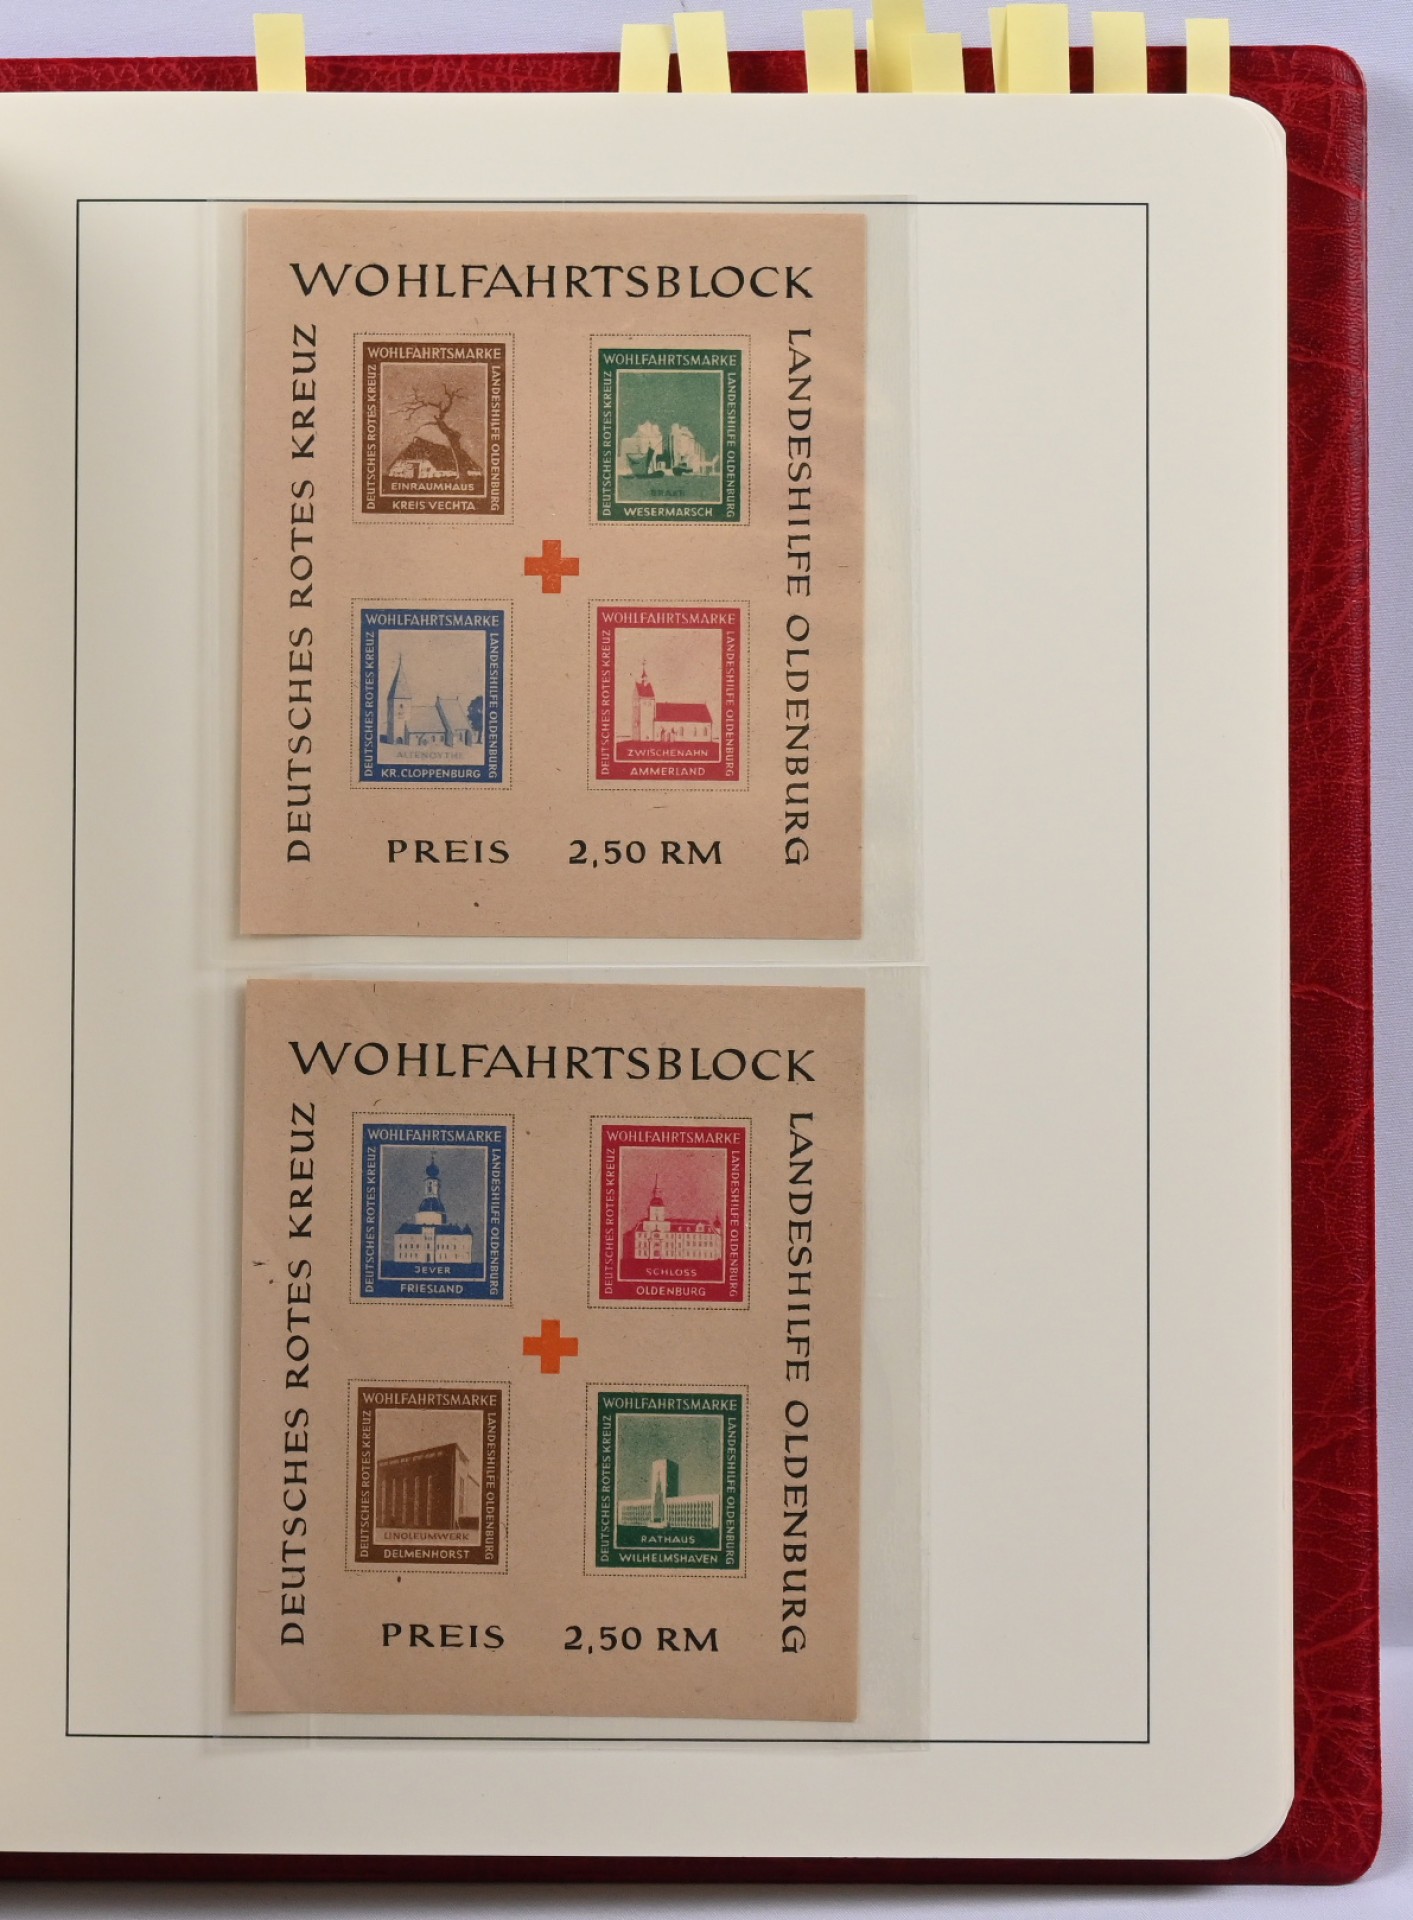 WOHLFAHRTSBLOCK
DEUTSCHES ROTES KREUZ
LANDESHILFE OLDENBURG
WOHLFAHRTSMARKE
DEUTSCHES ROTES KREUZ
LANDESHILFE OLDENBURG
EINRAUMHAUS
KREIS VECHTA
WOHLFAHRTSMARKE
DEUTSCHES ROTES KREUZ
LANDESHILFE OLDENBURG
BRAKE
WESERMARSCH
WOHLFAHRTSMARKE
DEUTSCHES ROTES KREUZ
LANDESHILFE OLDENBURG
ALTENOYTHE
KR. CLOPPENBURG
WOHLFAHRTSMARKE
DEUTSCHES ROTES KREUZ
LANDESHILFE OLDENBURG
ZWISCHENAHN
AMMERLAND
PREIS 2,50 RM
WOHLFAHRTSBLOCK
DEUTSCHES ROTES KREUZ
LANDESHILFE OLDENBURG
WOHLFAHRTSMARKE
DEUTSCHES ROTES KREUZ
LANDESHILFE OLDENBURG
JEVER
FRIESLAND
WOHLFAHRTSMARKE
DEUTSCHES ROTES KREUZ
LANDESHILFE OLDENBURG
SCHLOSS
OLDENBURG
WOHLFAHRTSMARKE
DEUTSCHES ROTES KREUZ
LANDESHILFE OLDENBURG
LINOLEUMWERK
DELMENHORST
WOHLFAHRTSMARKE
DEUTSCHES ROTES KREUZ
LANDESHILFE OLDENBURG
RATHAUS
WILHELMSHAVEN
PREIS 2,50 RM